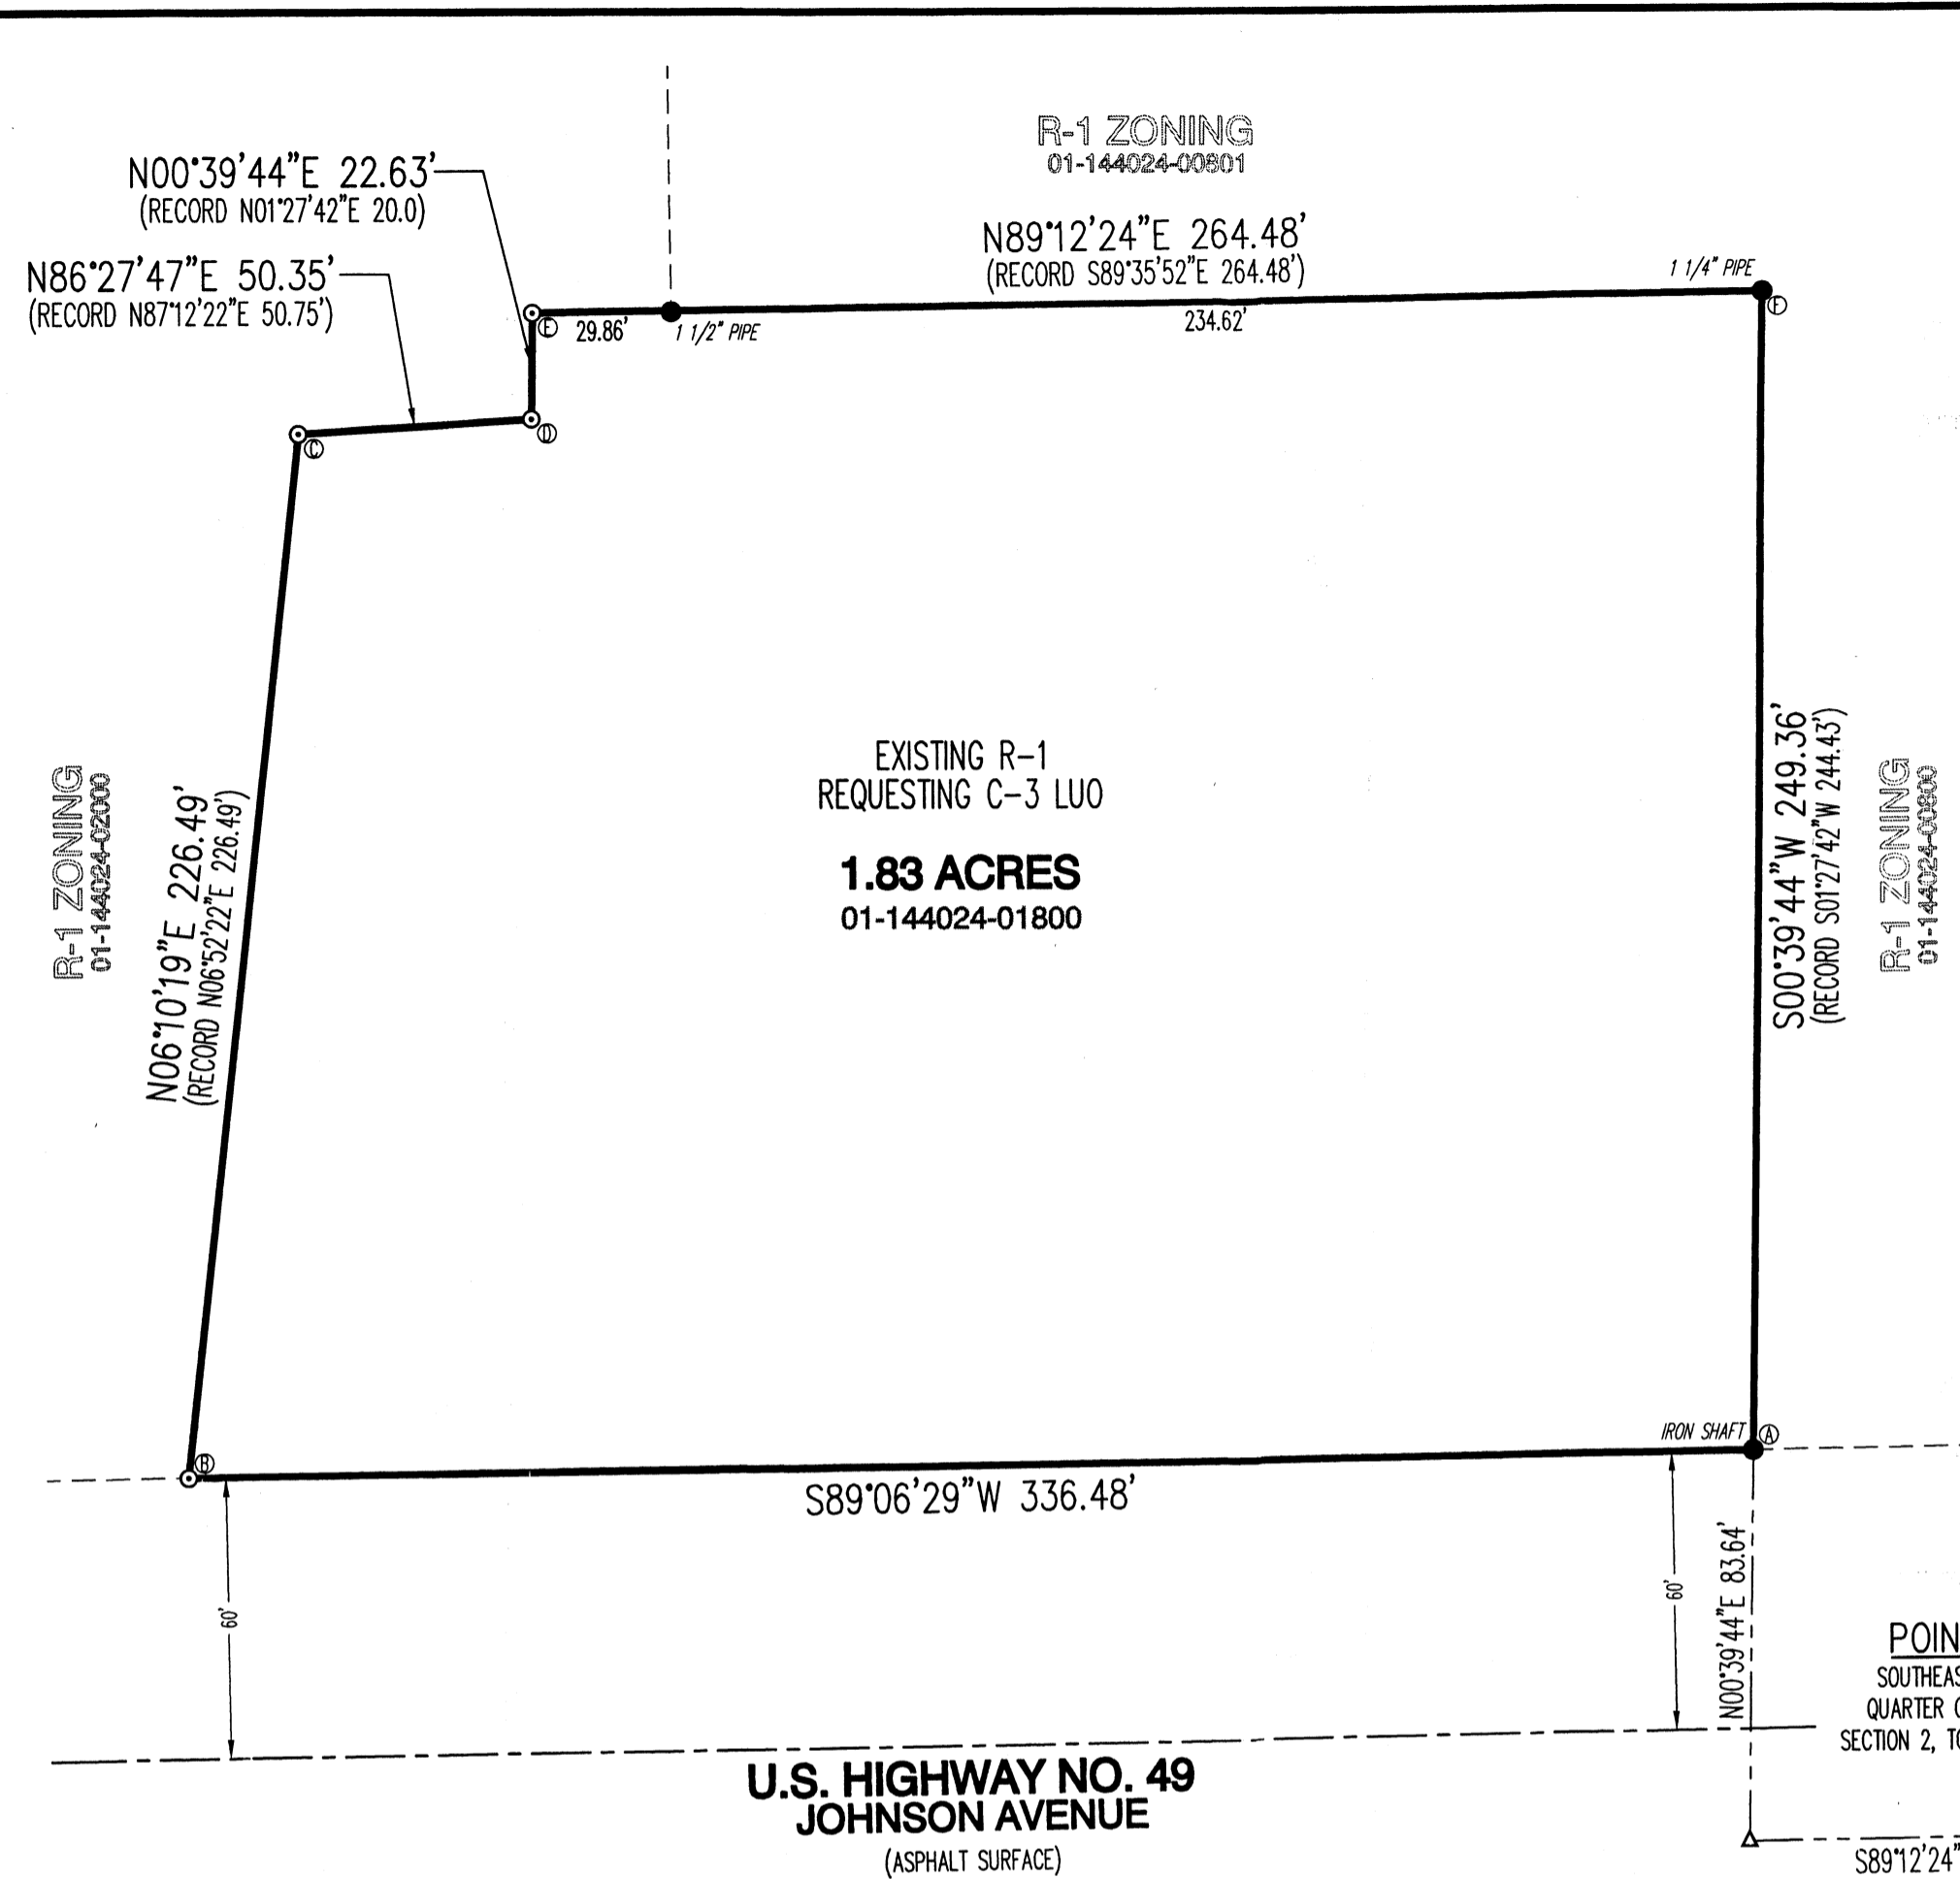 R-1 ZONING
01-144024-00801
N00°39'44"E 22.63'
(RECORD N01°27'42"E 20.0)
N89°12'24"E 264.48'
(RECORD S89°35'52"E 264.48')
N86°27'47"E 50.35'
(RECORD N87°12'22"E 50.75')
1 1/4" PIPE
F
E
29.86'
1 1/2" PIPE
234.62'
C
D
EXISTING R-1
REQUESTING C-3 LUO
1.83 ACRES
01-144024-01800
R-1 ZONING
01-144024-02000
N06°10'19"E 226.49'
(RECORD N06°52'22"E 226.49')
S00°39'44"W 249.36'
(RECORD S01°27'42"W 244.43')
R-1 ZONING
01-144024-00800
IRON SHAFT
A
B
S89°06'29"W 336.48'
60'
60'
N00°39'44"E 83.64'
POIN
SOUTHEAS
QUARTER
SECTION 2, T
U.S. HIGHWAY NO. 49
JOHNSON AVENUE
(ASPHALT SURFACE)
S89°12'24"